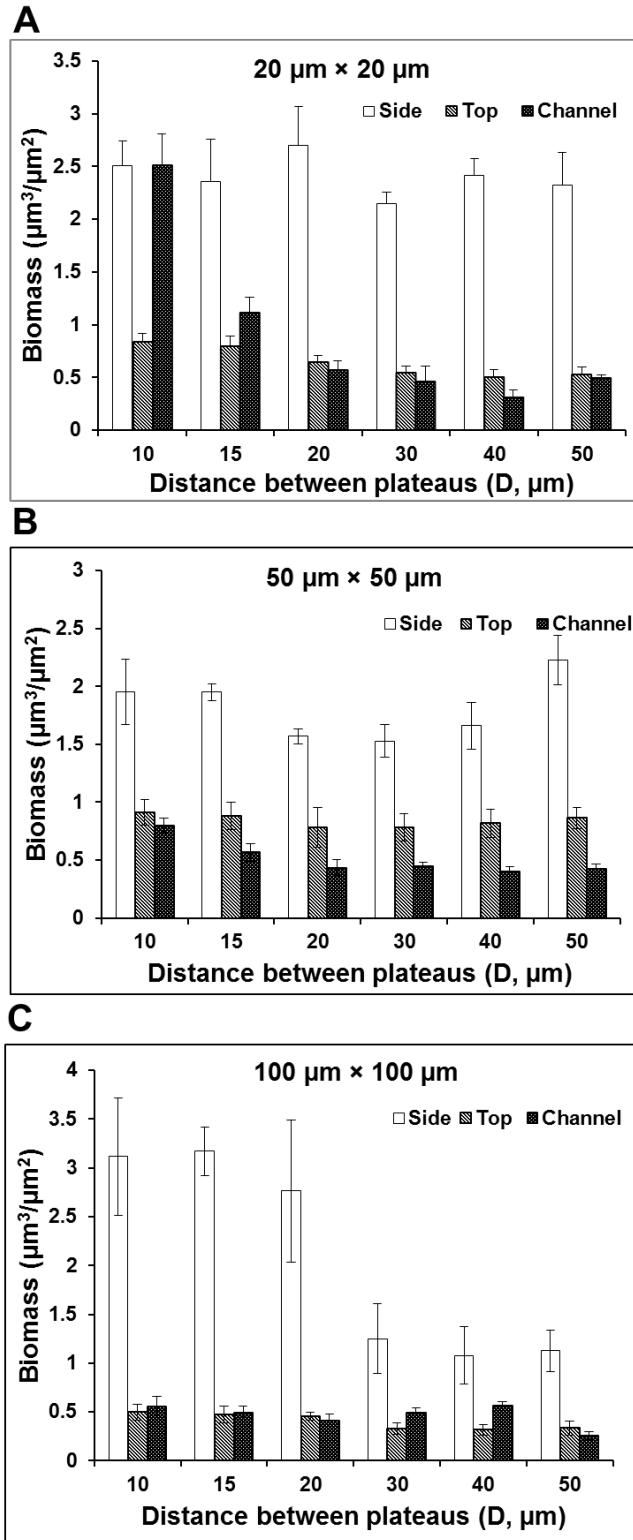 A
20 µm × 20 µm
Side Top Channel
3.5
3
2.5
2
1.5
1
0.5
0
Biomass (µm³/µm²)
10 15 20 30 40 50
Distance between plateaus (D, µm)
B
50 µm × 50 µm
Side Top Channel
3
2.5
2
1.5
1
0.5
0
Biomass (µm³/µm²)
10 15 20 30 40 50
Distance between plateaus (D, µm)
C
100 µm × 100 µm
Side Top Channel
4
3.5
3
2.5
2
1.5
1
0.5
0
Biomass (µm³/µm²)
10 15 20 30 40 50
Distance between plateaus (D, µm)